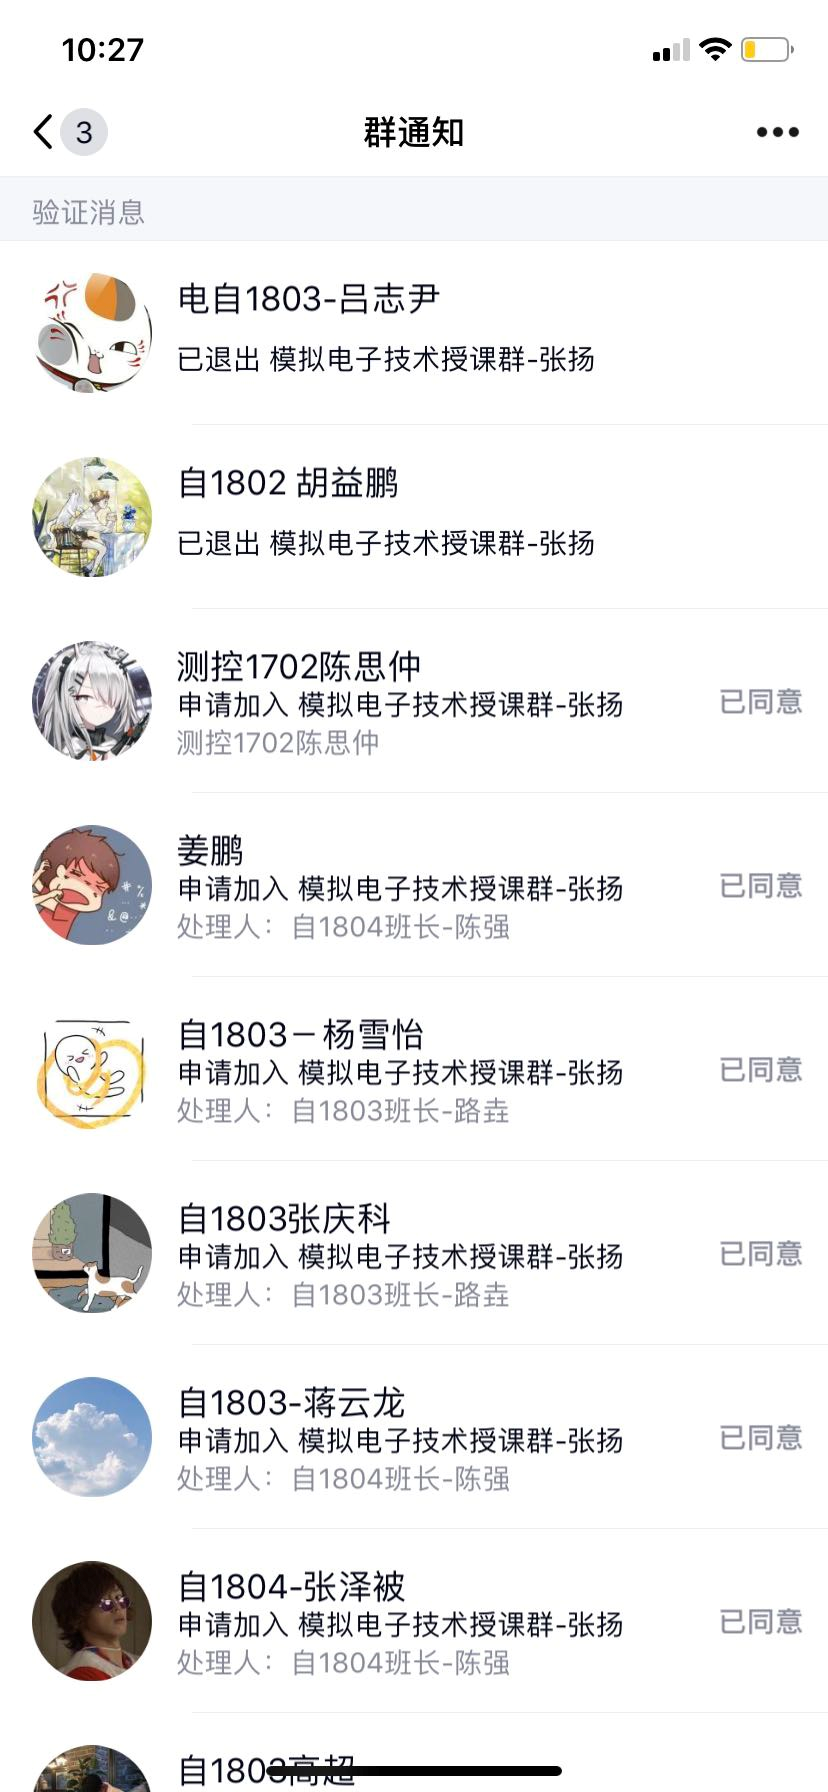 10:27
3
群通知
验证消息
电自1803-吕志尹
已退出 模拟电子技术授课群-张扬
自1802 胡益鹏
已退出 模拟电子技术授课群-张扬
测控1702陈思仲
申请加入 模拟电子技术授课群-张扬
已同意
测控1702陈思仲
姜鹏
申请加入 模拟电子技术授课群-张扬
已同意
处理人：自1804班长-陈强
自1803－杨雪怡
申请加入 模拟电子技术授课群-张扬
已同意
处理人：自1803班长-路垚
自1803张庆科
申请加入 模拟电子技术授课群-张扬
已同意
处理人：自1803班长-路垚
自1803-蒋云龙
申请加入 模拟电子技术授课群-张扬
已同意
处理人：自1804班长-陈强
自1804-张泽被
申请加入 模拟电子技术授课群-张扬
已同意
处理人：自1804班长-陈强
自1803高超